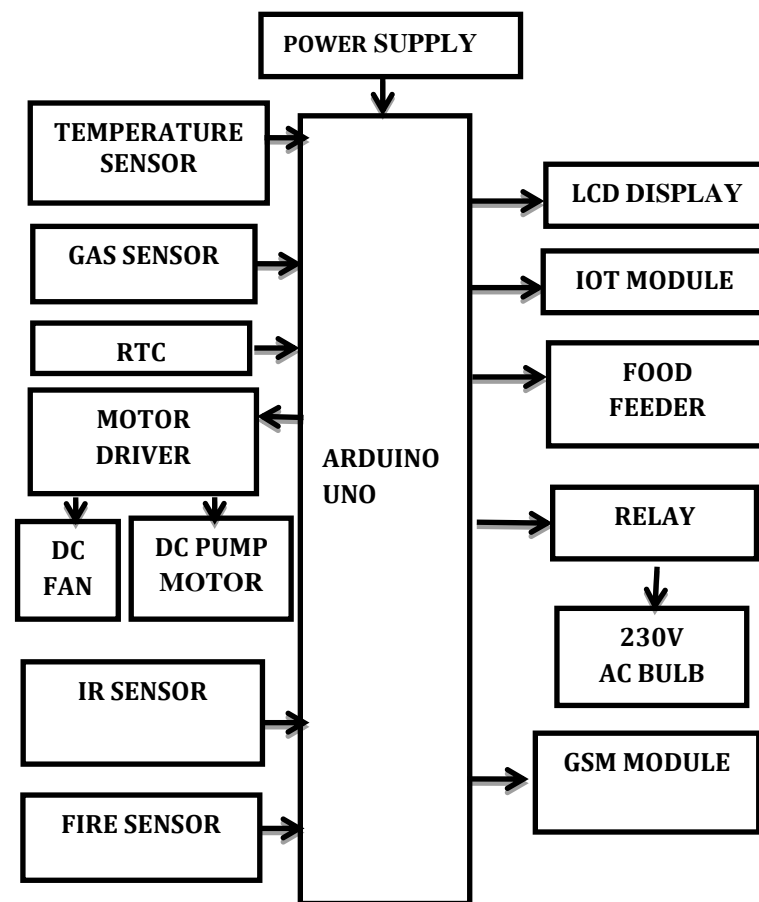 POWER SUPPLY
TEMPERATURE
SENSOR
GAS SENSOR
RTC
MOTOR
DRIVER
DC
FAN
DC PUMP
MOTOR
IR SENSOR
FIRE SENSOR
ARDUINO
UNO
LCD DISPLAY
IOT MODULE
FOOD
FEEDER
RELAY
230V
AC BULB
GSM MODULE